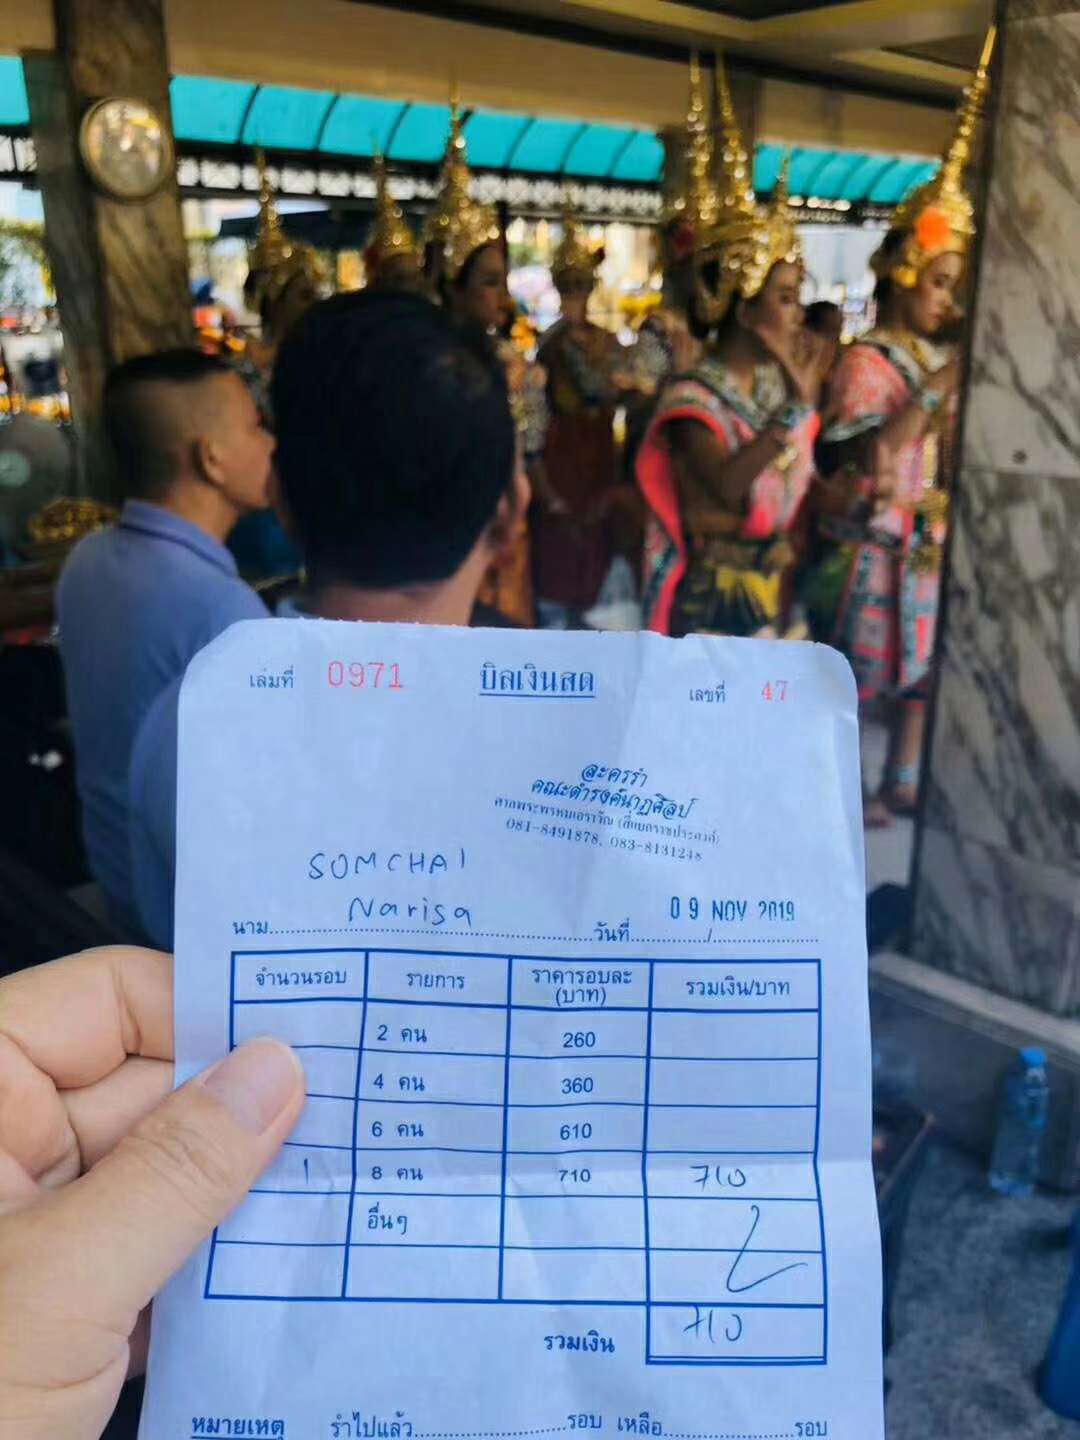 เล่มที่ 0971 บิลเงินสด เลขที่ 47
ละครรำ
คณะดำรงค์นาฏศิลป์
ศาลพระพรหมเอราวัณ (สี่แยกราชประสงค์)
081-8491878, 083-8131248
SOMCHAI
Narisa
นาม วันที่ 09 NOV 2019
จำนวนรอบ รายการ ราคารอบละ (บาท) รวมเงิน/บาท
2 คน 260
4 คน 360
6 คน 610
1 8 คน 710 710
อื่นๆ
รวมเงิน 710
หมายเหตุ รำไปแล้ว รอบ เหลือ รอบ